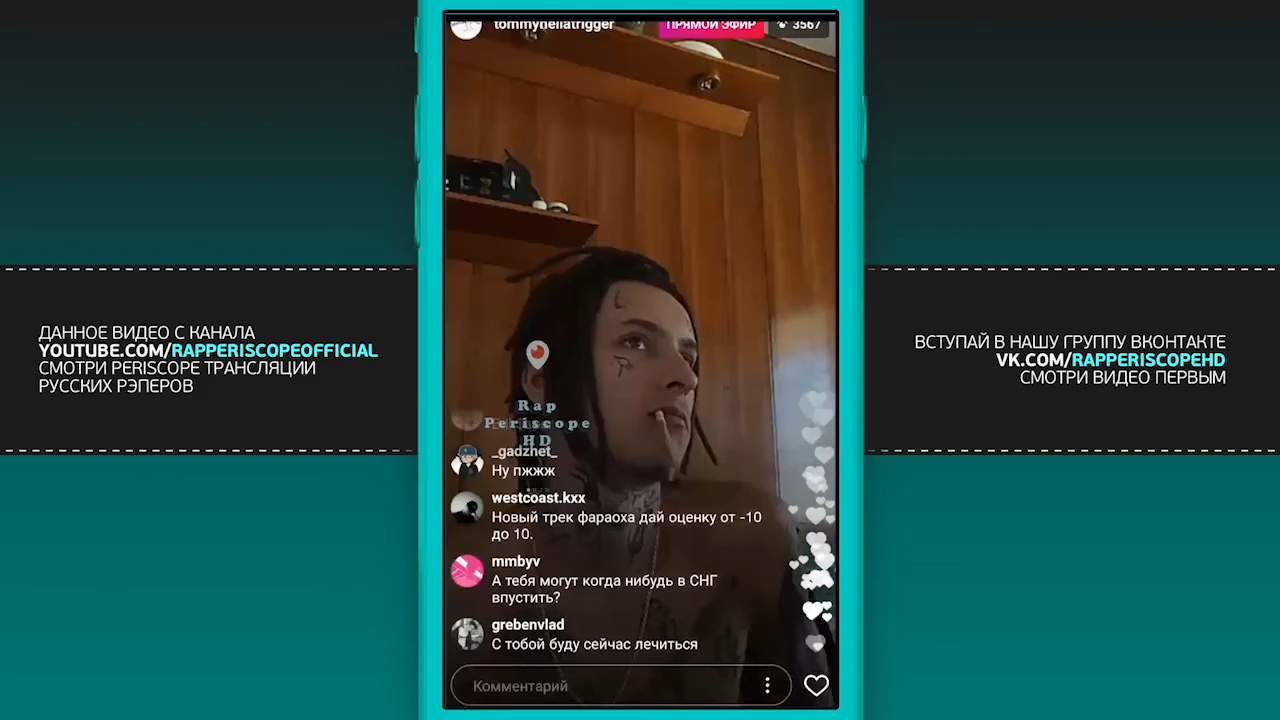 tommyhellatrigger
ПРЯМОЙ ЭФИР
3567
ДАННОЕ ВИДЕО С КАНАЛА
YOUTUBE.COM/RAPPERISCOPEOFFICIAL
СМОТРИ PERISCOPE ТРАНСЛЯЦИИ
РУССКИХ РЭПЕРОВ
ВСТУПАЙ В НАШУ ГРУППУ ВКОНТАКТЕ
VK.COM/RAPPERISCOPEHD
СМОТРИ ВИДЕО ПЕРВЫМ
Rap
Periscope
HD
_gadzhet_
Ну пжжж
westcoast.kxx
Новый трек фараоха дай оценку от -10
до 10.
mmbyv
А тебя могут когда нибудь в СНГ
впустить?
grebenvlad
С тобой буду сейчас лечиться
Комментарий